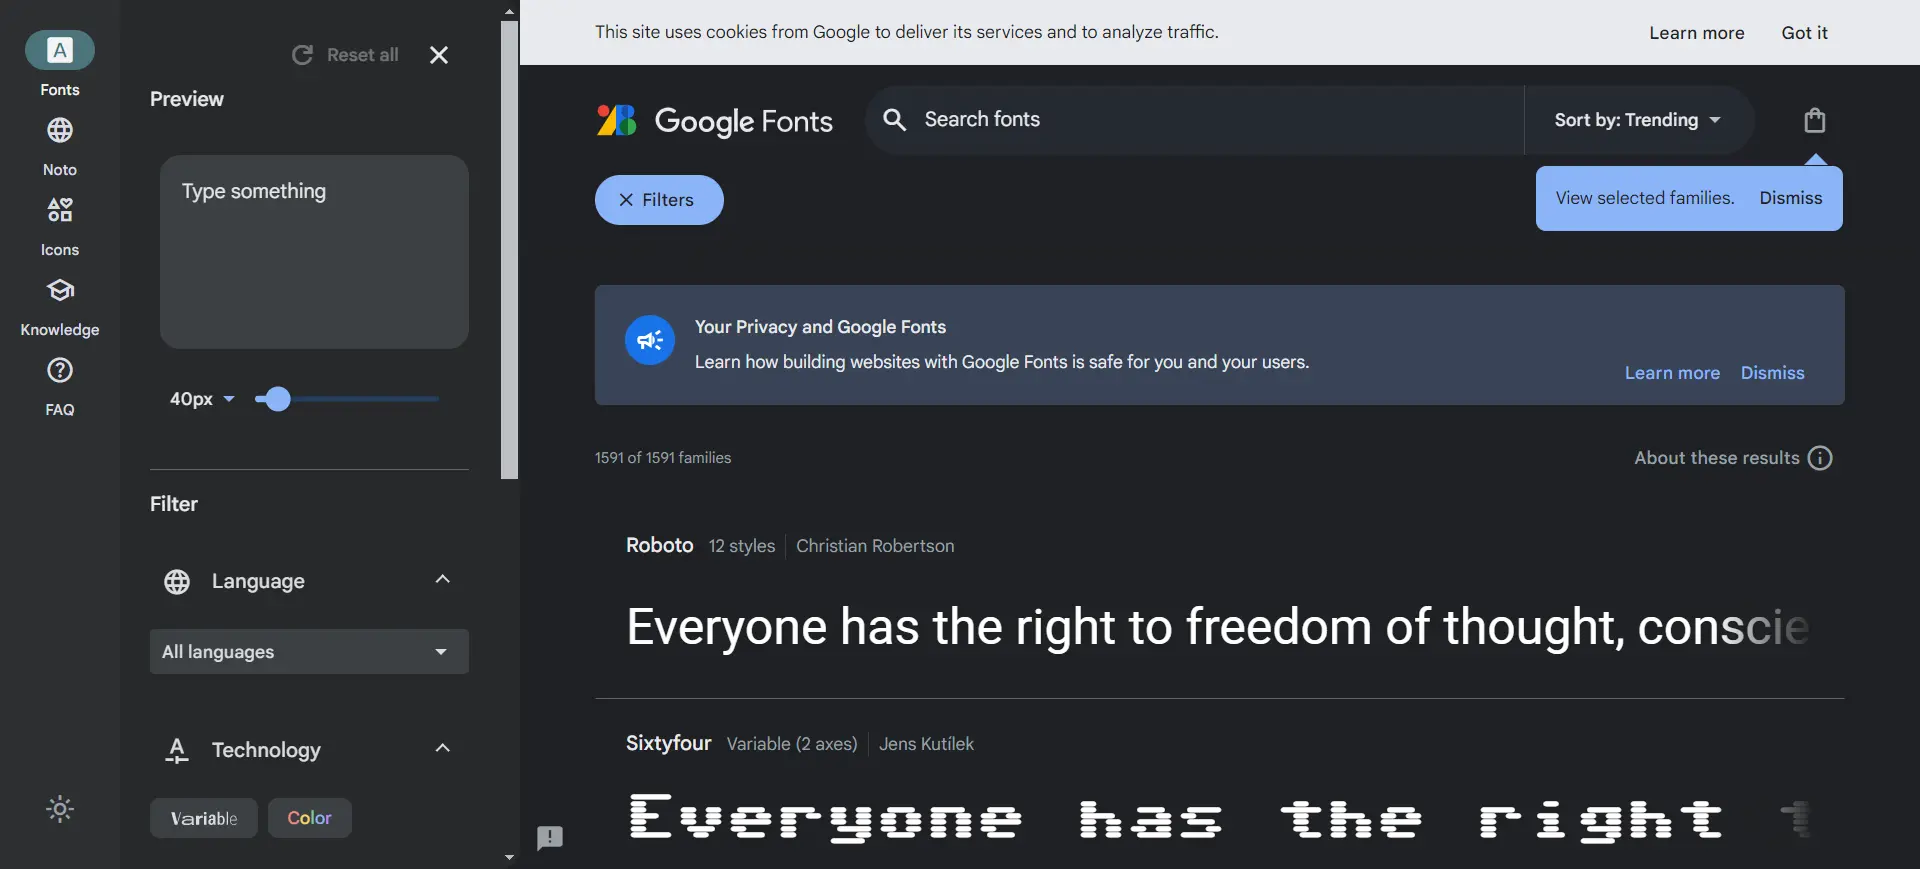 Fonts
Noto
Icons
Knowledge
FAQ
Reset all
Preview
Type something
40px
Filter
Language
All languages
Technology
Variable
Color
This site uses cookies from Google to deliver its services and to analyze traffic.
Learn more
Got it
Google Fonts
Search fonts
Sort by: Trending
Filters
View selected families.
Dismiss
Your Privacy and Google Fonts
Learn how building websites with Google Fonts is safe for you and your users.
Learn more
Dismiss
1591 of 1591 families
About these results
Roboto 12 styles Christian Robertson
Everyone has the right to freedom of thought, conscie
Sixtyfour Variable (2 axes) Jens Kutílek
Everyone has the right